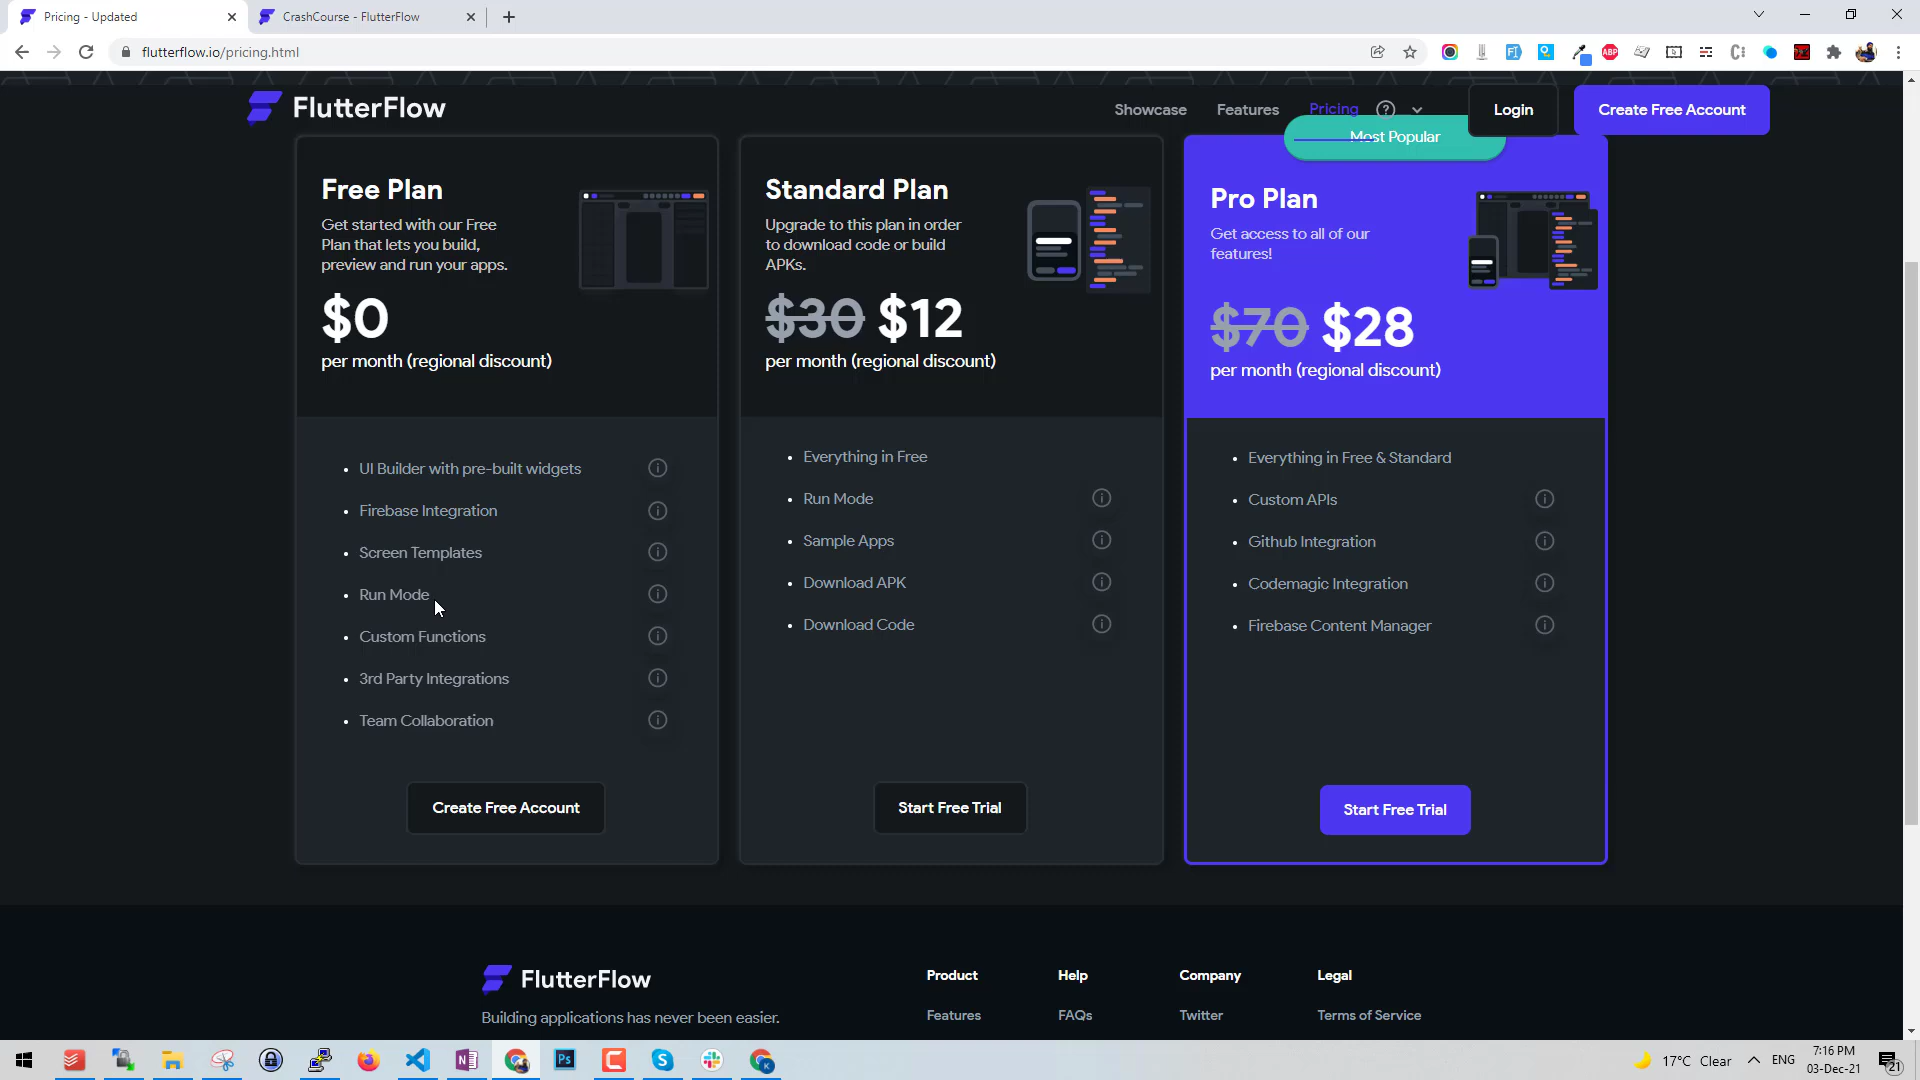 Pricing - Updated
CrashCourse - FlutterFlow
flutterflow.io/pricing.html
FlutterFlow
Showcase
Features
Pricing
Login
Create Free Account
Free Plan
Get started with our Free
Plan that lets you build,
preview and run your apps.
$0
per month (regional discount)
UI Builder with pre-built widgets
Firebase Integration
Screen Templates
Run Mode
Custom Functions
3rd Party Integrations
Team Collaboration
Create Free Account
Standard Plan
Upgrade to this plan in order
to download code or build
APKs.
$30 $12
per month (regional discount)
Everything in Free
Run Mode
Sample Apps
Download APK
Download Code
Start Free Trial
Most Popular
Pro Plan
Get access to all of our
features!
$70 $28
per month (regional discount)
Everything in Free & Standard
Custom APIs
Github Integration
Codemagic Integration
Firebase Content Manager
Start Free Trial
FlutterFlow
Building applications has never been easier.
Product
Features
Help
FAQs
Company
Twitter
Legal
Terms of Service
17°C Clear
ENG
7:16 PM
03-Dec-21
21